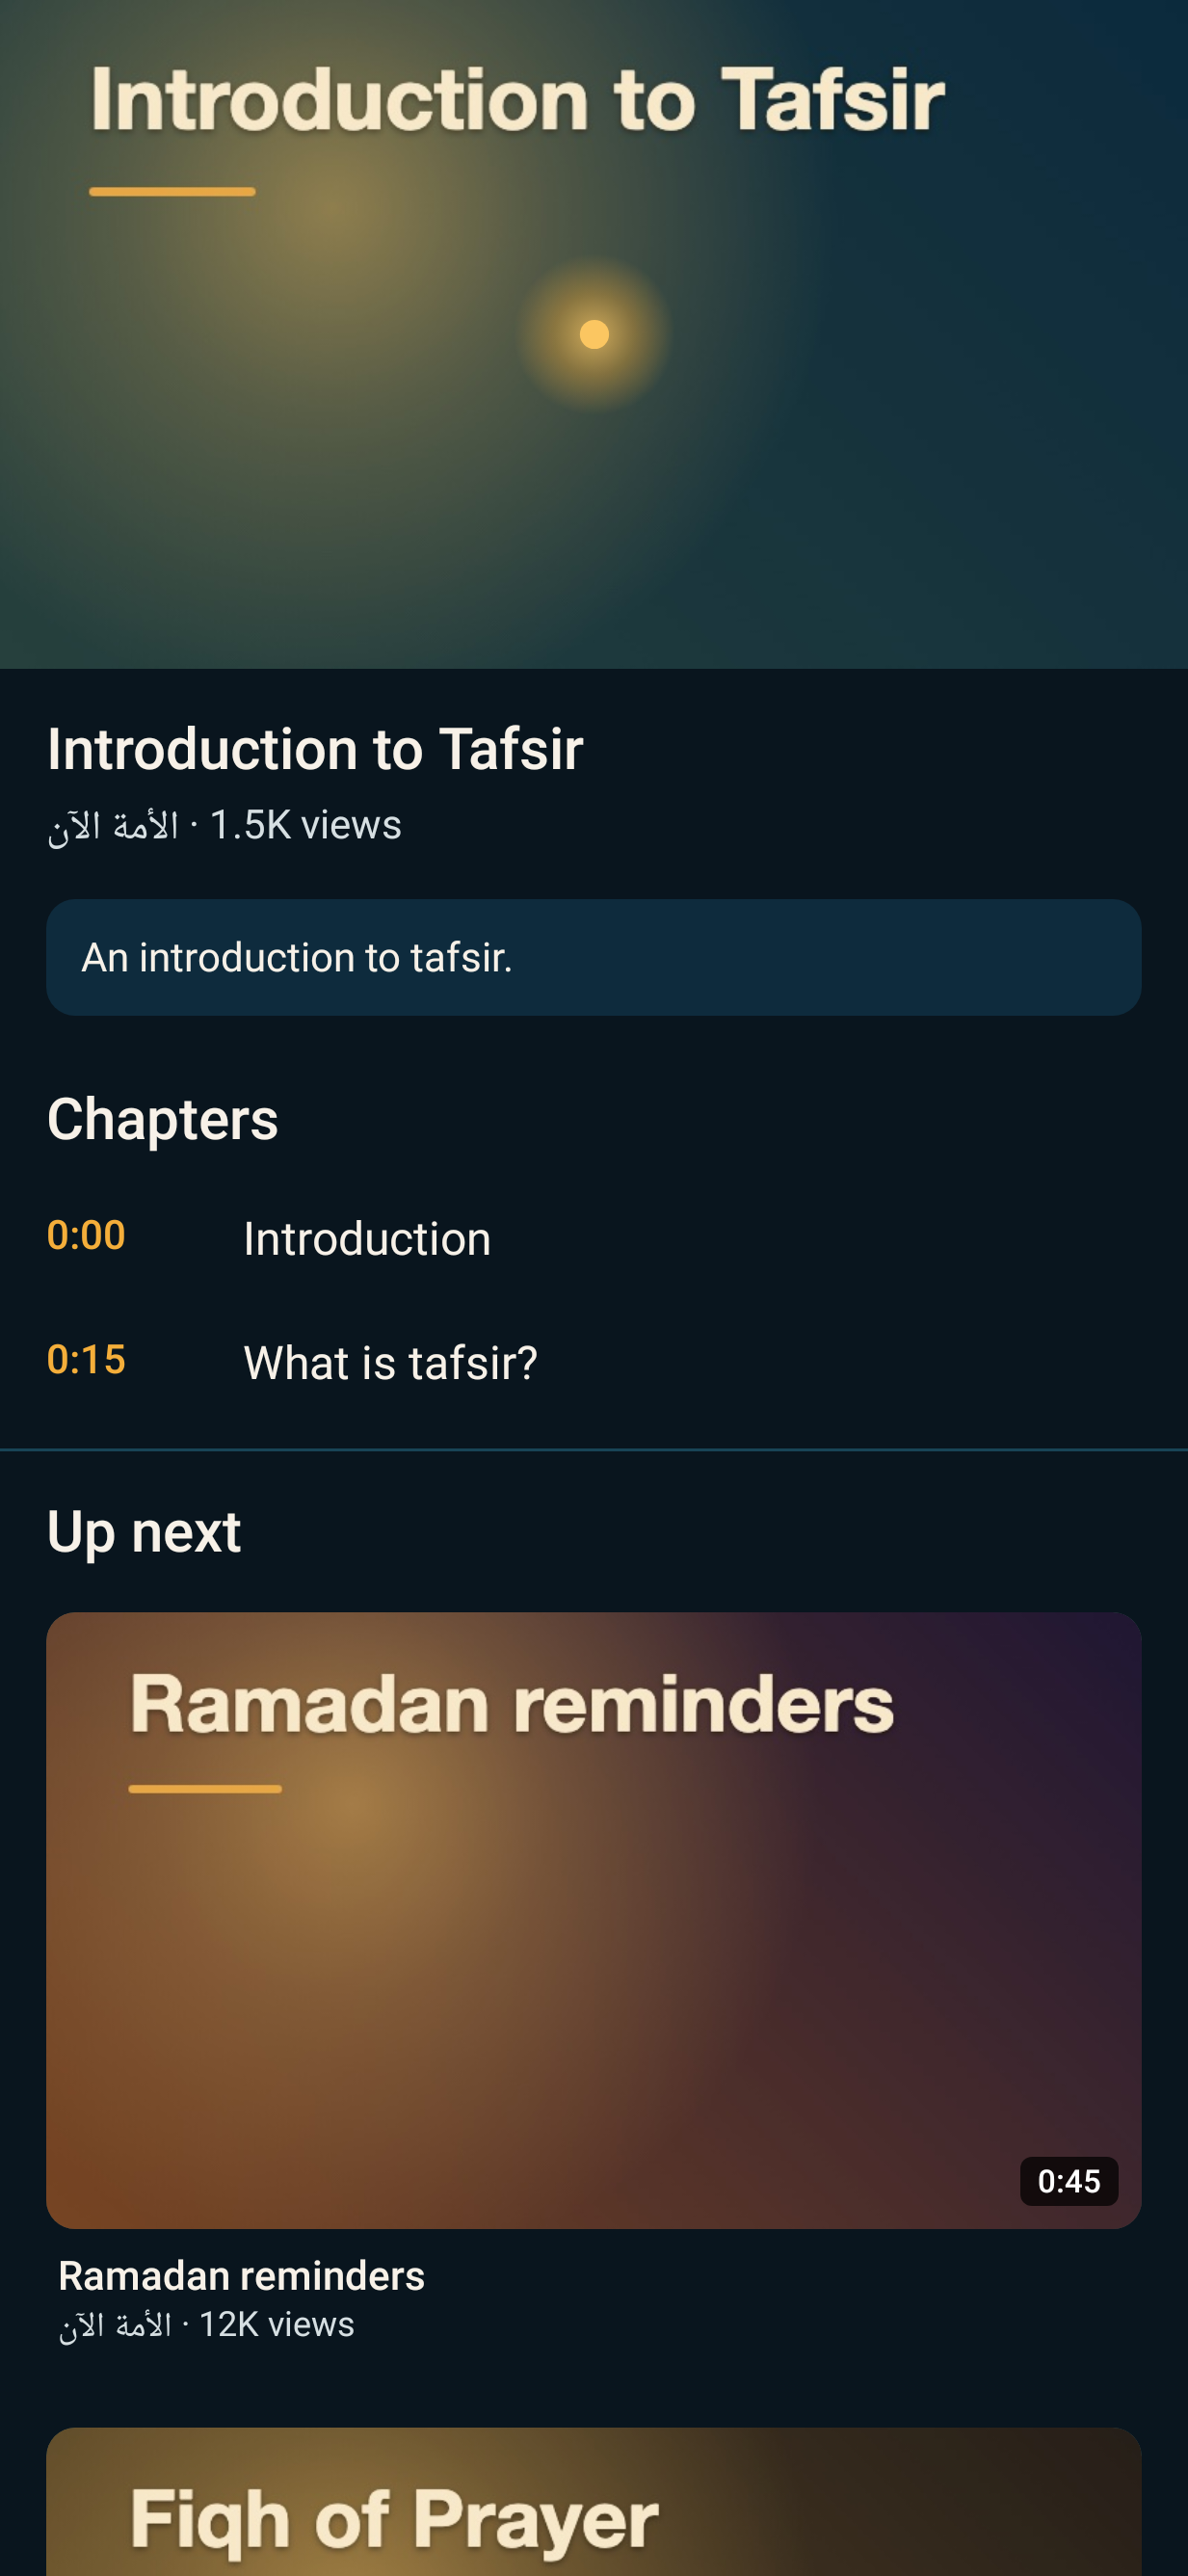 Introduction to Tafsir
Introduction to Tafsir
الأمة الآن · 1.5K views
An introduction to tafsir.
Chapters
0:00 Introduction
0:15 What is tafsir?
Up next
Ramadan reminders
0:45
Ramadan reminders
الأمة الآن · 12K views
Fiqh of Prayer